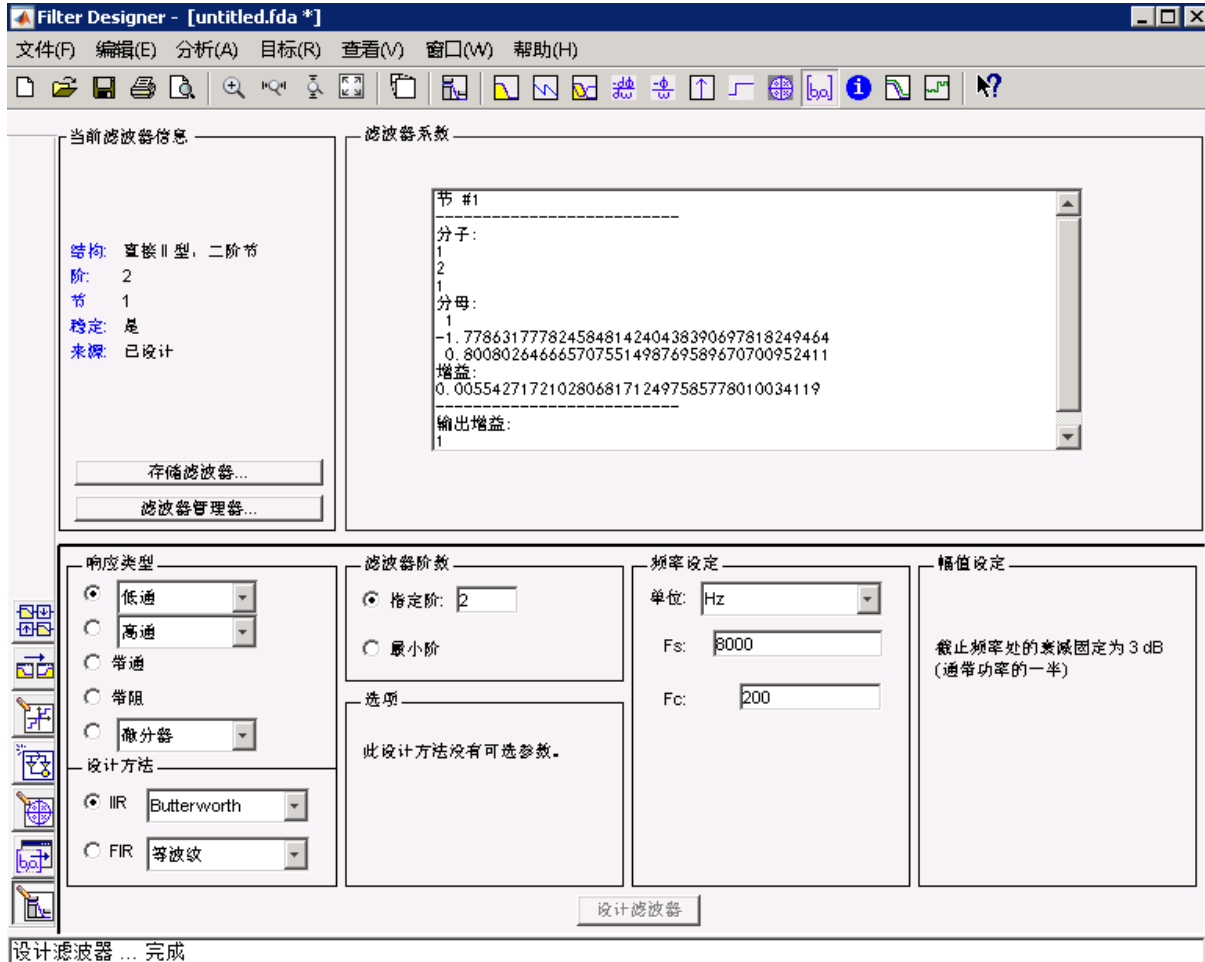 Filter Designer - [untitled.fda *]
文件(F) 编辑(E) 分析(A) 目标(R) 查看(V) 窗口(W) 帮助(H)
当前滤波器信息
结构: 直接 II 型, 二阶节
阶: 2
节 1
稳定: 是
来源: 已设计
存储滤波器...
滤波器管理器...
滤波器系数
节 #1
---------------------------
分子:
1
2
1
分母:
1
-1.778631777824584814240438390697818249464
0.800802646665707551498769589670700952411
增益:
0.005542717210280681712497585778010034119
---------------------------
输出增益:
1
响应类型
低通
高通
带通
带阻
微分器
设计方法
IIR Butterworth
FIR 等波纹
滤波器阶数
指定阶: 2
最小阶
选项
此设计方法没有可选参数。
频率设定
单位: Hz
Fs: 8000
Fc: 200
幅值设定
截止频率处的衰减固定为 3 dB
(通带功率的一半)
设计滤波器
设计滤波器 ... 完成